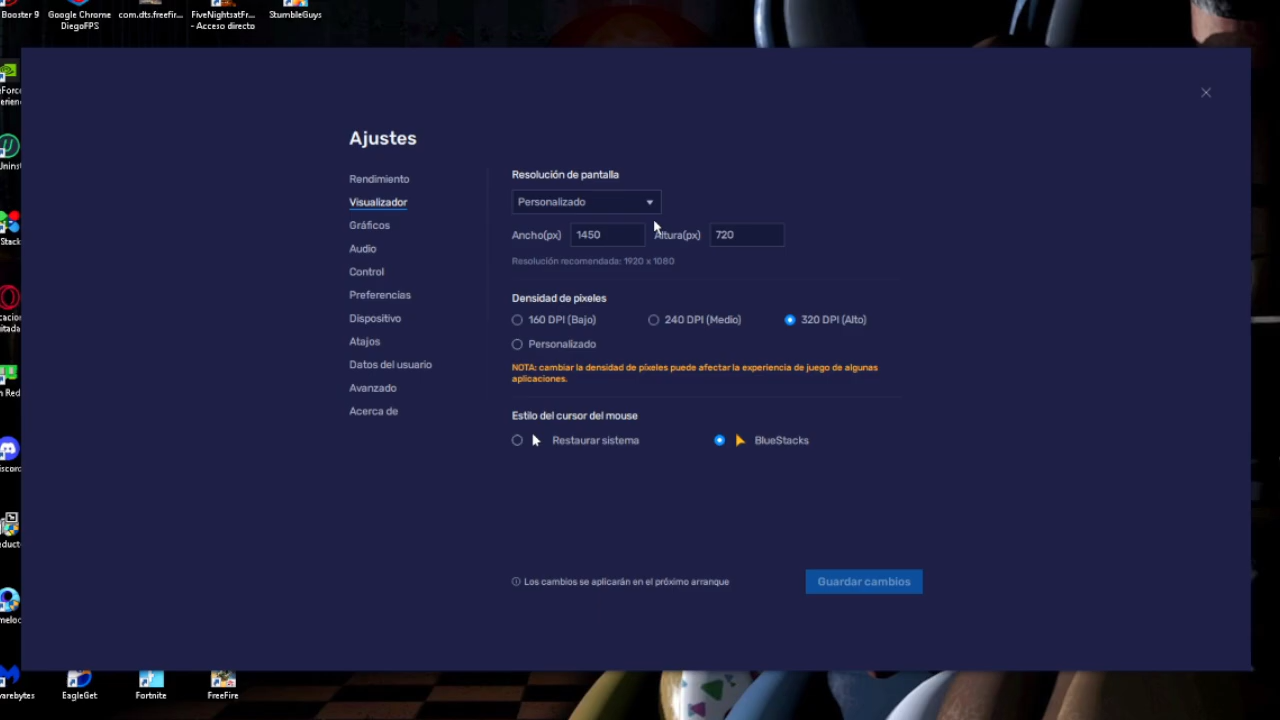 Booster 9
Google Chrome
DiegoFPS
com.dts.freefir...
FiveNightsatFr...
- Acceso directo
StumbleGuys
Ajustes
Rendimiento
Visualizador
Gráficos
Audio
Control
Preferencias
Dispositivo
Atajos
Datos del usuario
Avanzado
Acerca de
Resolución de pantalla
Personalizado
Ancho(px) 1450 Altura(px) 720
Resolución recomendada: 1920 x 1080
Densidad de píxeles
160 DPI (Bajo) 240 DPI (Medio) 320 DPI (Alto)
Personalizado
NOTA: cambiar la densidad de píxeles puede afectar la experiencia de juego de algunas
aplicaciones.
Estilo del cursor del mouse
Restaurar sistema BlueStacks
Los cambios se aplicarán en el próximo arranque
Guardar cambios
EagleGet
Fortnite
FreeFire